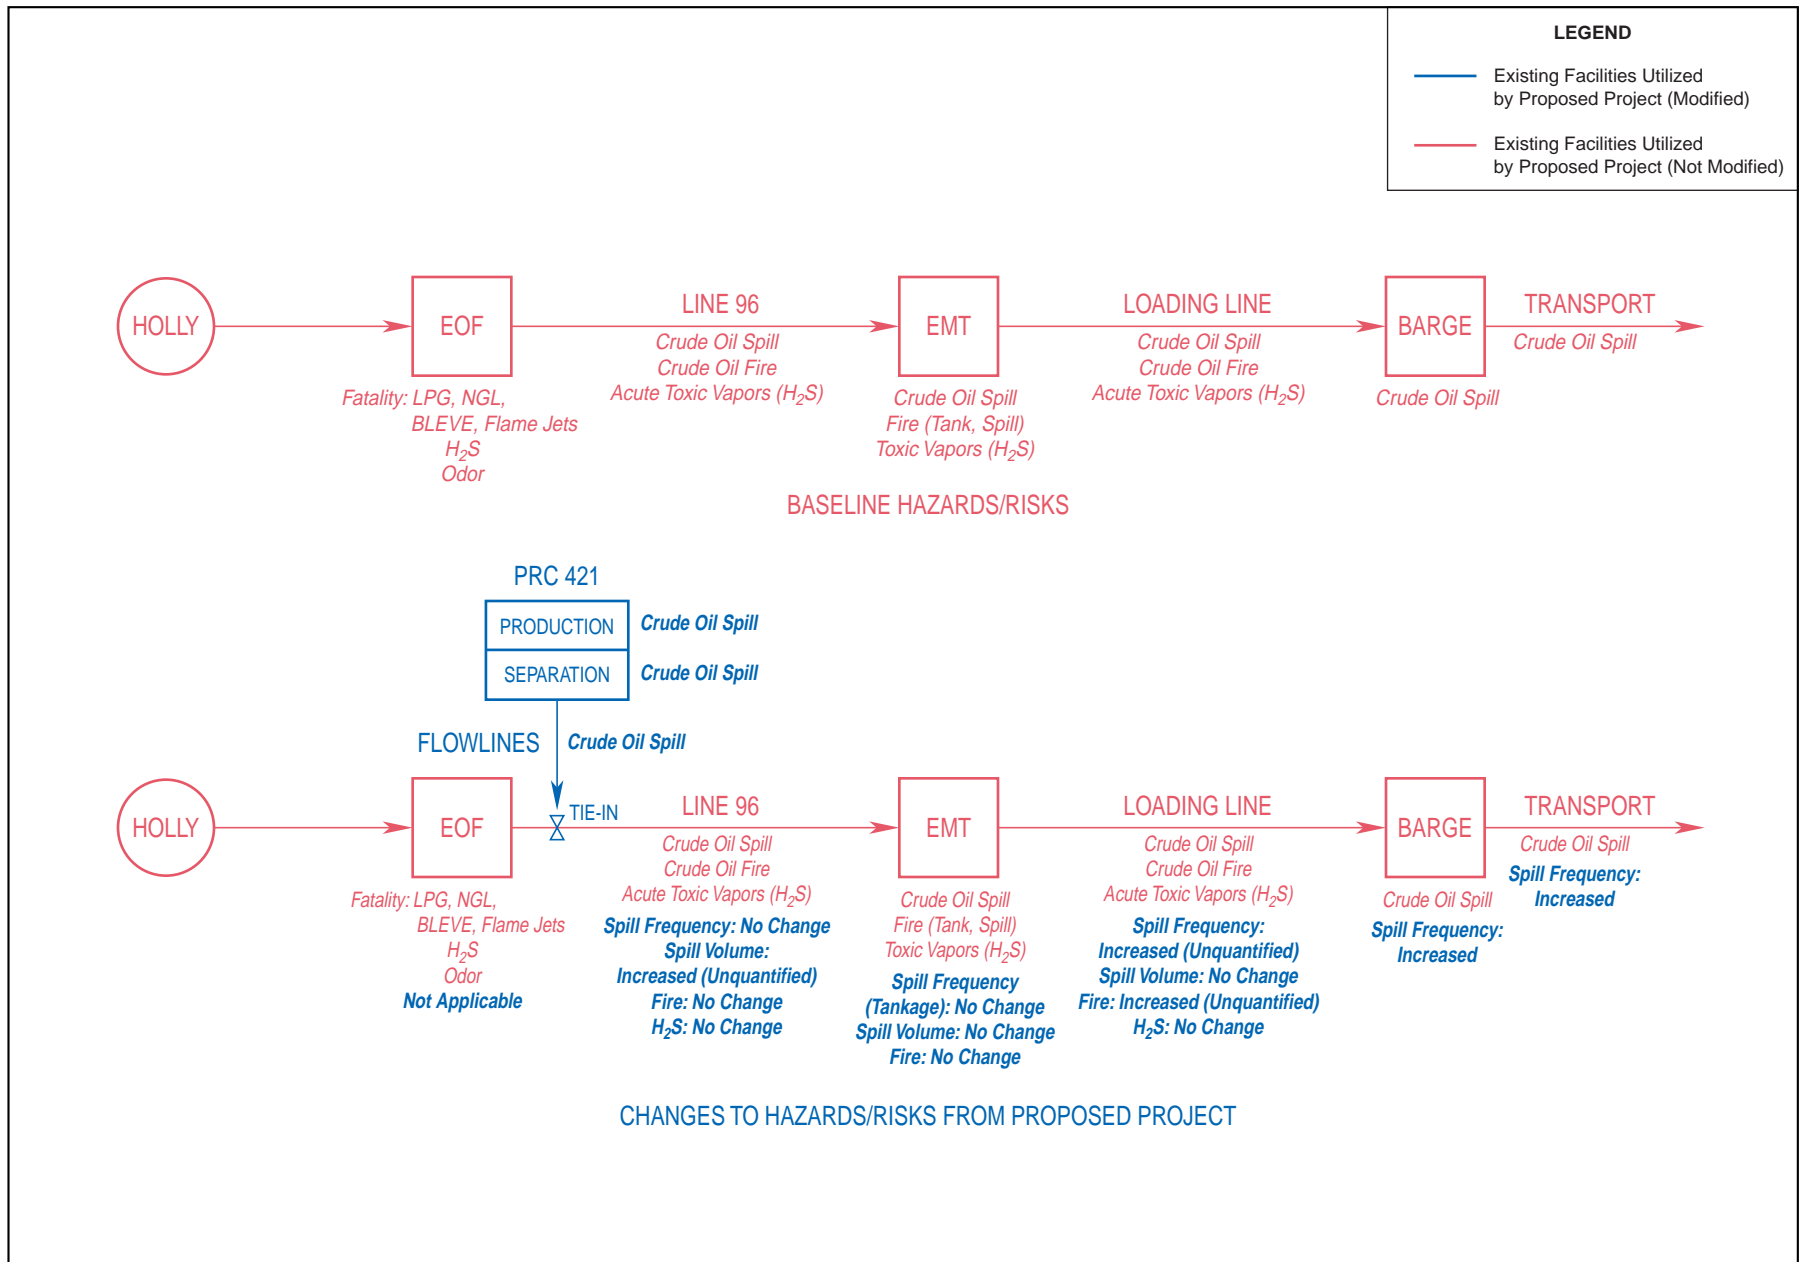 LEGEND
Existing Facilities Utilized
by Proposed Project (Modified)
Existing Facilities Utilized
by Proposed Project (Not Modified)
HOLLY
EOF
LINE 96
EMT
LOADING LINE
BARGE
TRANSPORT
Fatality: LPG, NGL,
BLEVE, Flame Jets
H₂S
Odor
Crude Oil Spill
Crude Oil Fire
Acute Toxic Vapors (H₂S)
Crude Oil Spill
Fire (Tank, Spill)
Toxic Vapors (H₂S)
Crude Oil Spill
Crude Oil Fire
Acute Toxic Vapors (H₂S)
Crude Oil Spill
Crude Oil Spill
BASELINE HAZARDS/RISKS
PRC 421
PRODUCTION
Crude Oil Spill
SEPARATION
Crude Oil Spill
FLOWLINES
Crude Oil Spill
TIE-IN
HOLLY
EOF
LINE 96
EMT
LOADING LINE
BARGE
TRANSPORT
Fatality: LPG, NGL,
BLEVE, Flame Jets
H₂S
Odor
Not Applicable
Crude Oil Spill
Crude Oil Fire
Acute Toxic Vapors (H₂S)
Spill Frequency: No Change
Spill Volume:
Increased (Unquantified)
Fire: No Change
H₂S: No Change
Crude Oil Spill
Fire (Tank, Spill)
Toxic Vapors (H₂S)
Spill Frequency
(Tankage): No Change
Spill Volume: No Change
Fire: No Change
Crude Oil Spill
Crude Oil Fire
Acute Toxic Vapors (H₂S)
Spill Frequency:
Increased (Unquantified)
Spill Volume: No Change
Fire: Increased (Unquantified)
H₂S: No Change
Crude Oil Spill
Spill Frequency:
Increased
Crude Oil Spill
Spill Frequency:
Increased
CHANGES TO HAZARDS/RISKS FROM PROPOSED PROJECT